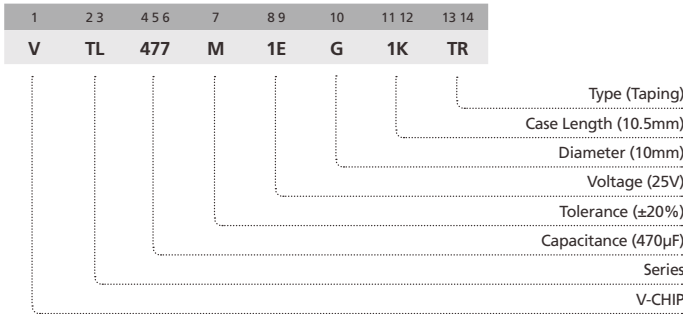 1 2 3 4 5 6 7 8 9 10 11 12 13 14
V TL 477 M 1E G 1K TR
Type (Taping)
Case Length (10.5mm)
Diameter (10mm)
Voltage (25V)
Tolerance (±20%)
Capacitance (470µF)
Series
V-CHIP